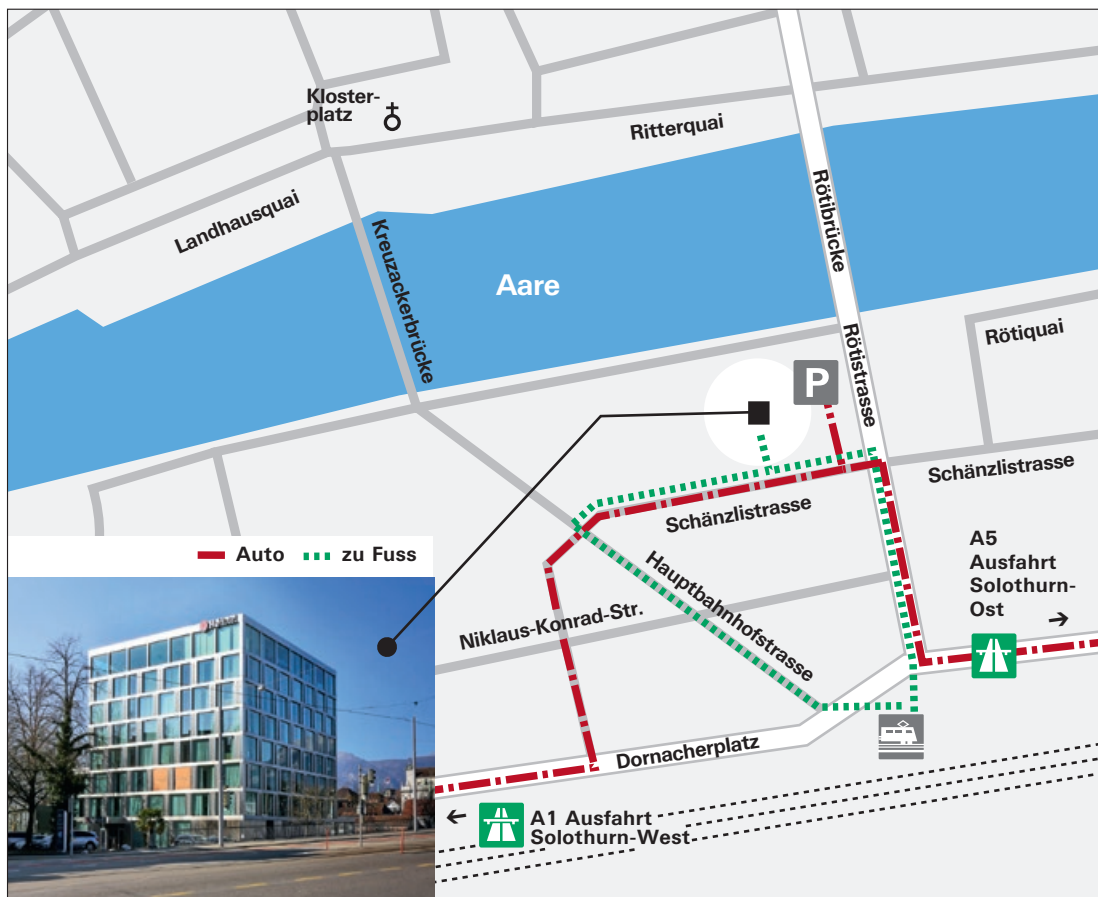 Kloster-
platz
Ritterquai
Landhausquai
Rötibrücke
Kreuzackerbrücke
Aare
Rötiquai
Rötistrasse
P
Schänzlistrasse
Schänzlistrasse
A5
Ausfahrt
Solothurn-
Ost
Auto
zu Fuss
Hauptbahnhofstrasse
Niklaus-Konrad-Str.
Dornacherplatz
A1 Ausfahrt
Solothurn-West